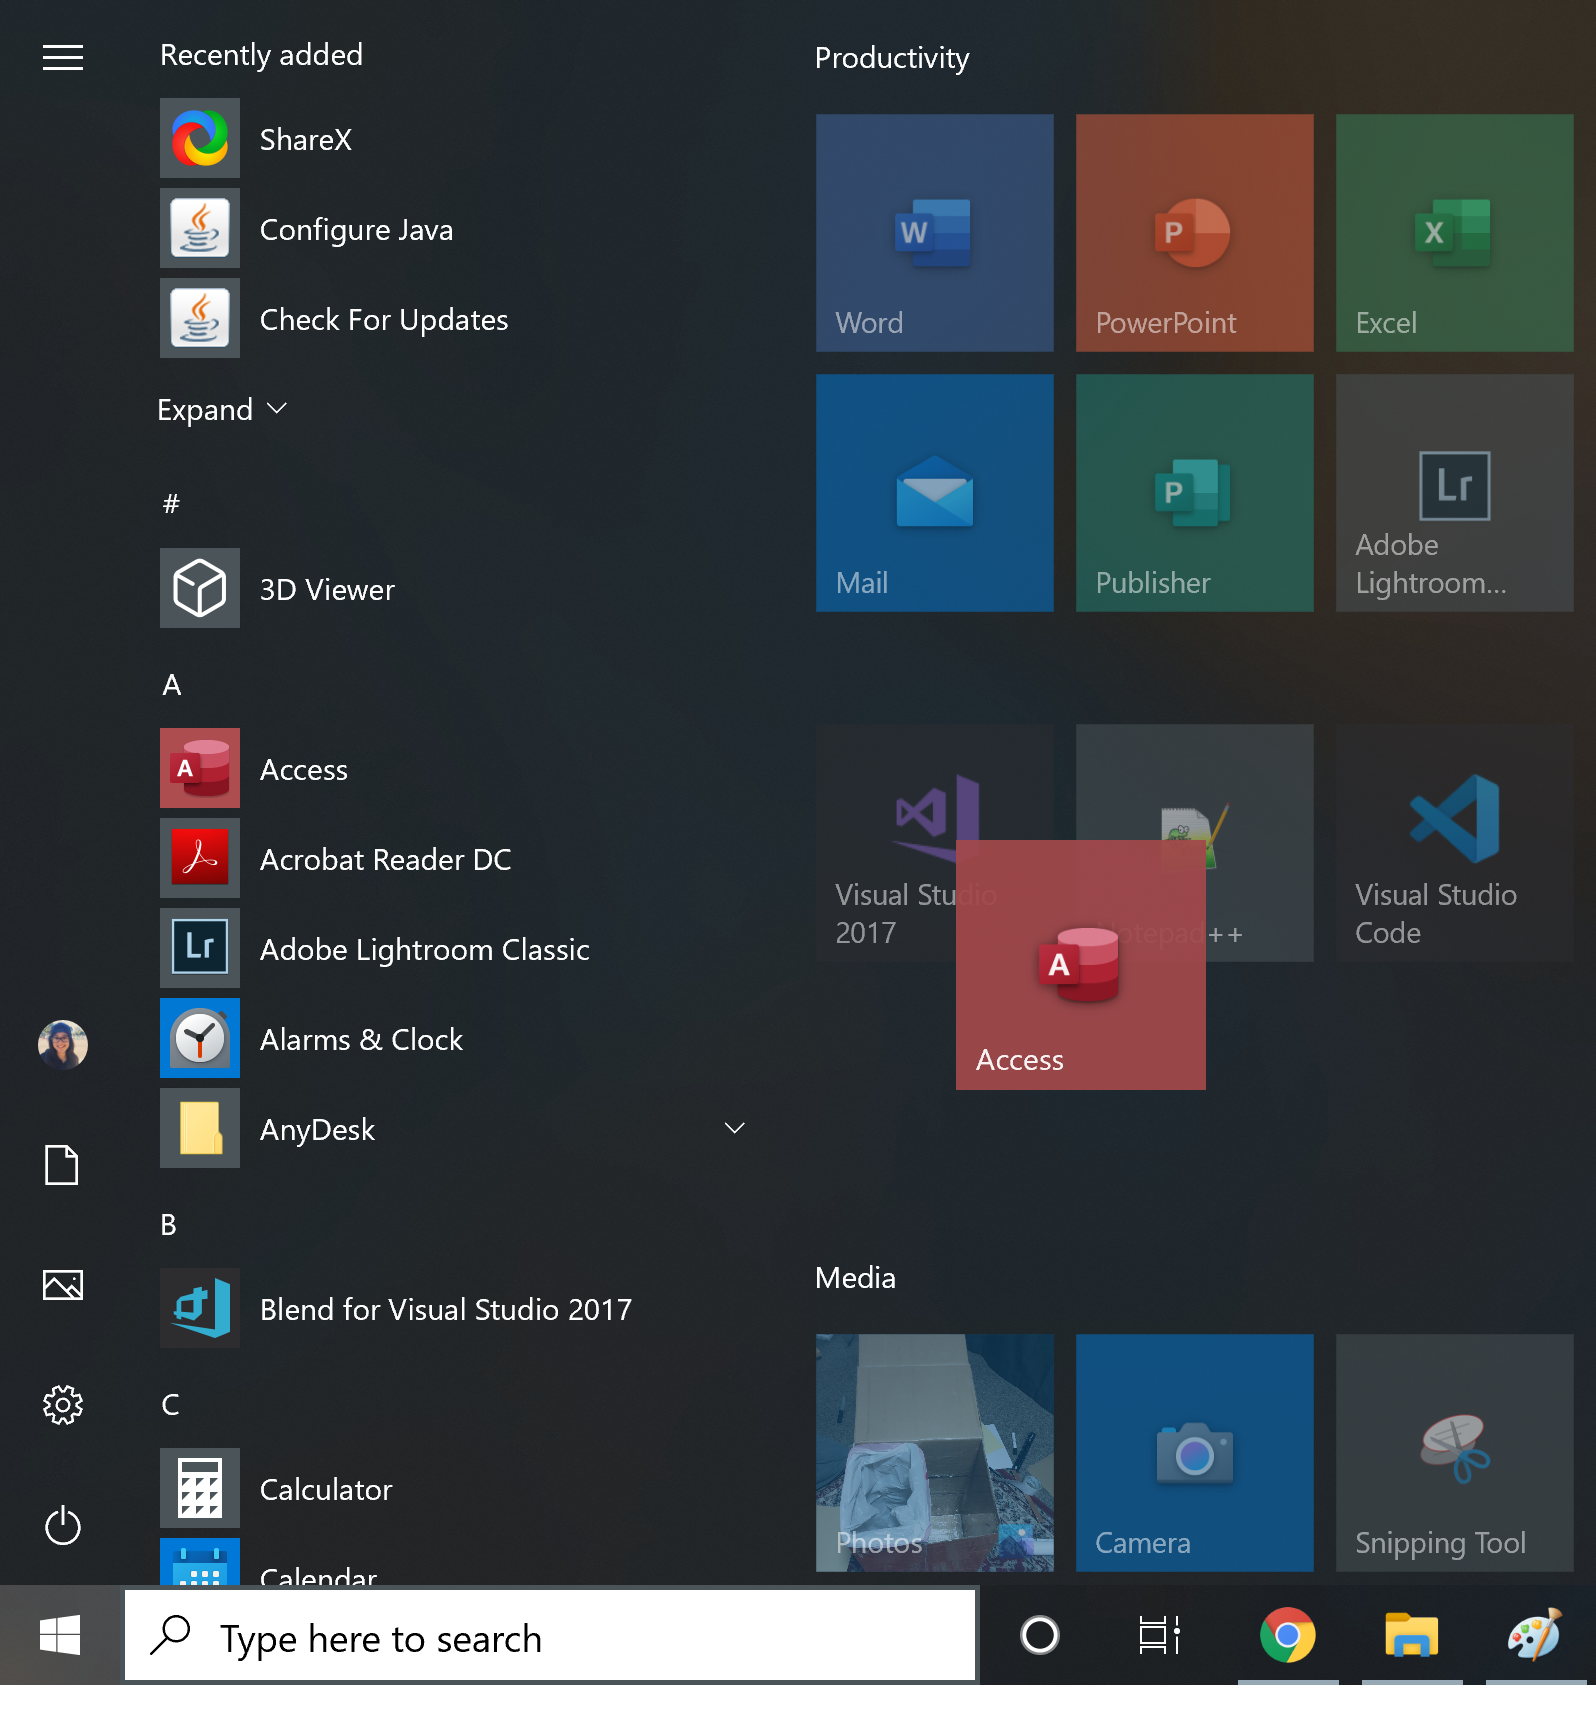 Recently added
ShareX
Configure Java
Check For Updates
Expand
#
3D Viewer
A
A
Access
Acrobat Reader DC
Lr
Adobe Lightroom Classic
Alarms & Clock
AnyDesk
B
Blend for Visual Studio 2017
C
Calculator
Calendar
Productivity
W
Word
P
PowerPoint
X
Excel
Mail
P
Publisher
Lr
Adobe
Lightroom...
Visual Studio
2017
Notepad++
Visual Studio
Code
A
Access
Media
Photos
Camera
Snipping Tool
Type here to search